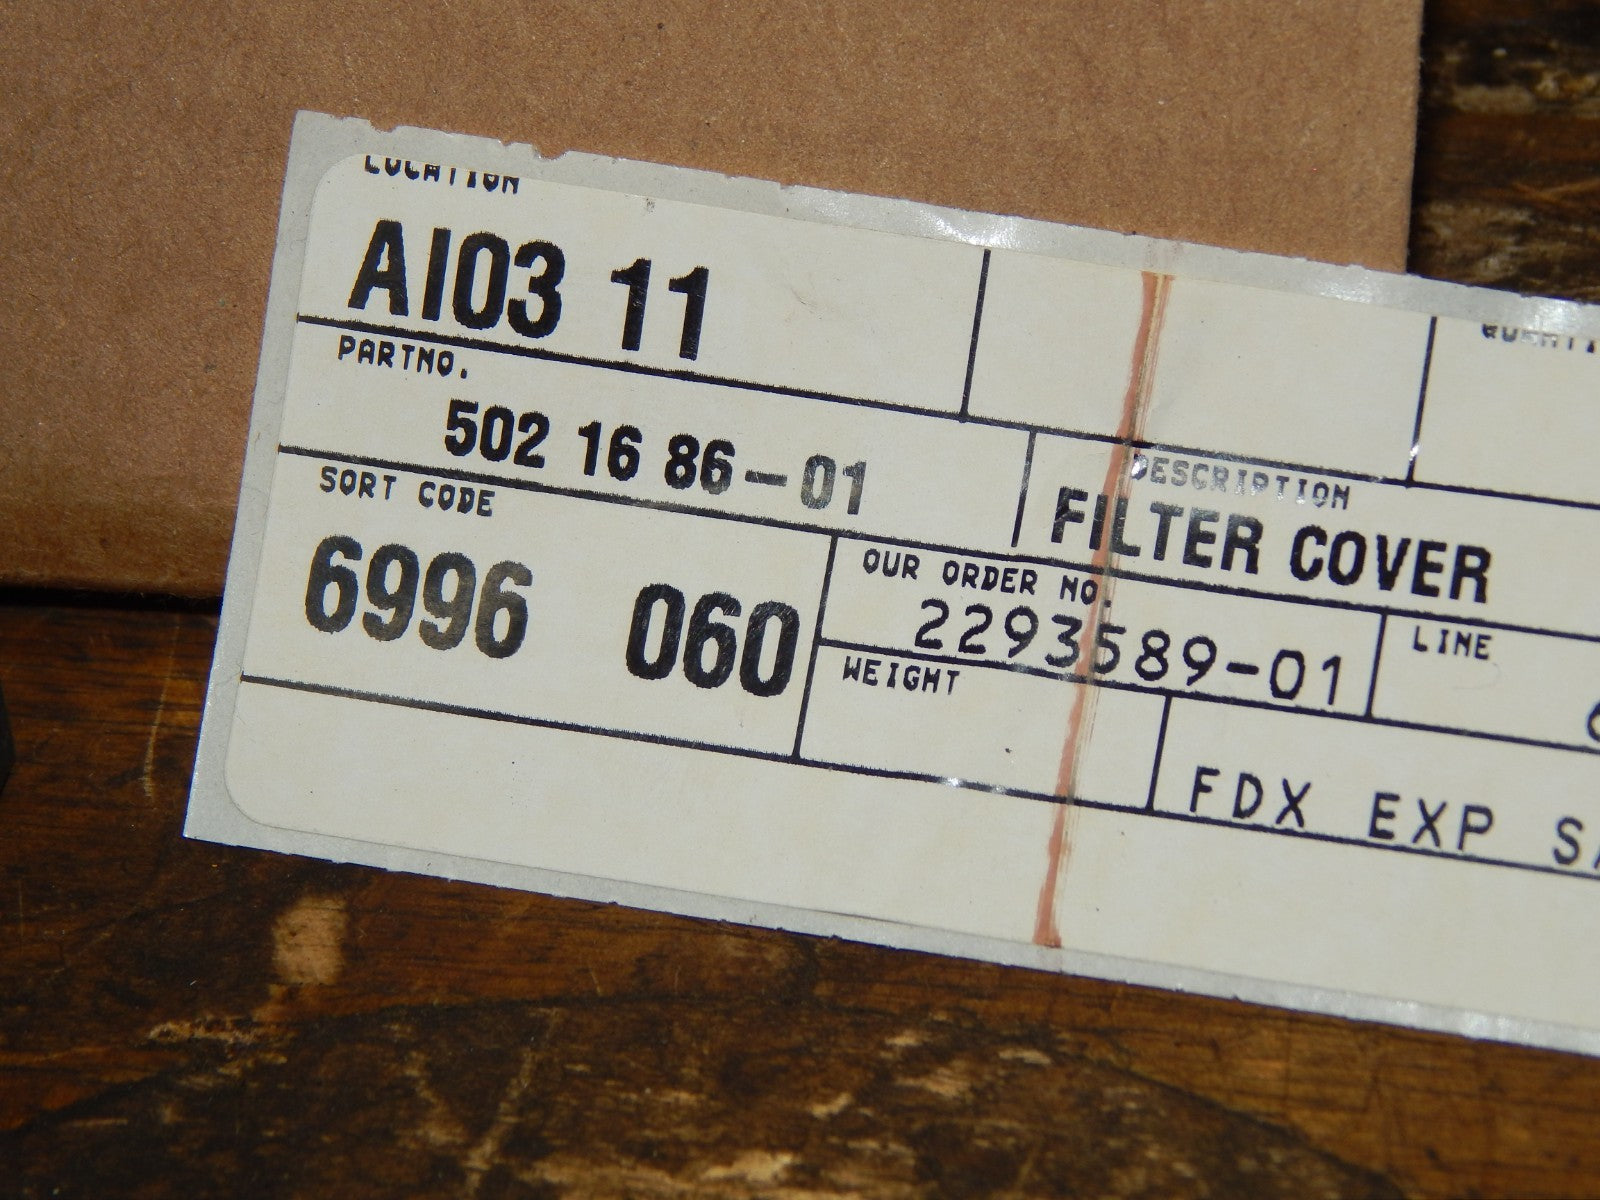 LOCATION
AI03 11
PARTNO.
502 16 86-01
DESCRIPTION
FILTER COVER
SORT CODE
6996 060
OUR ORDER NO.
2293589-01
LINE
WEIGHT
FDX EXP